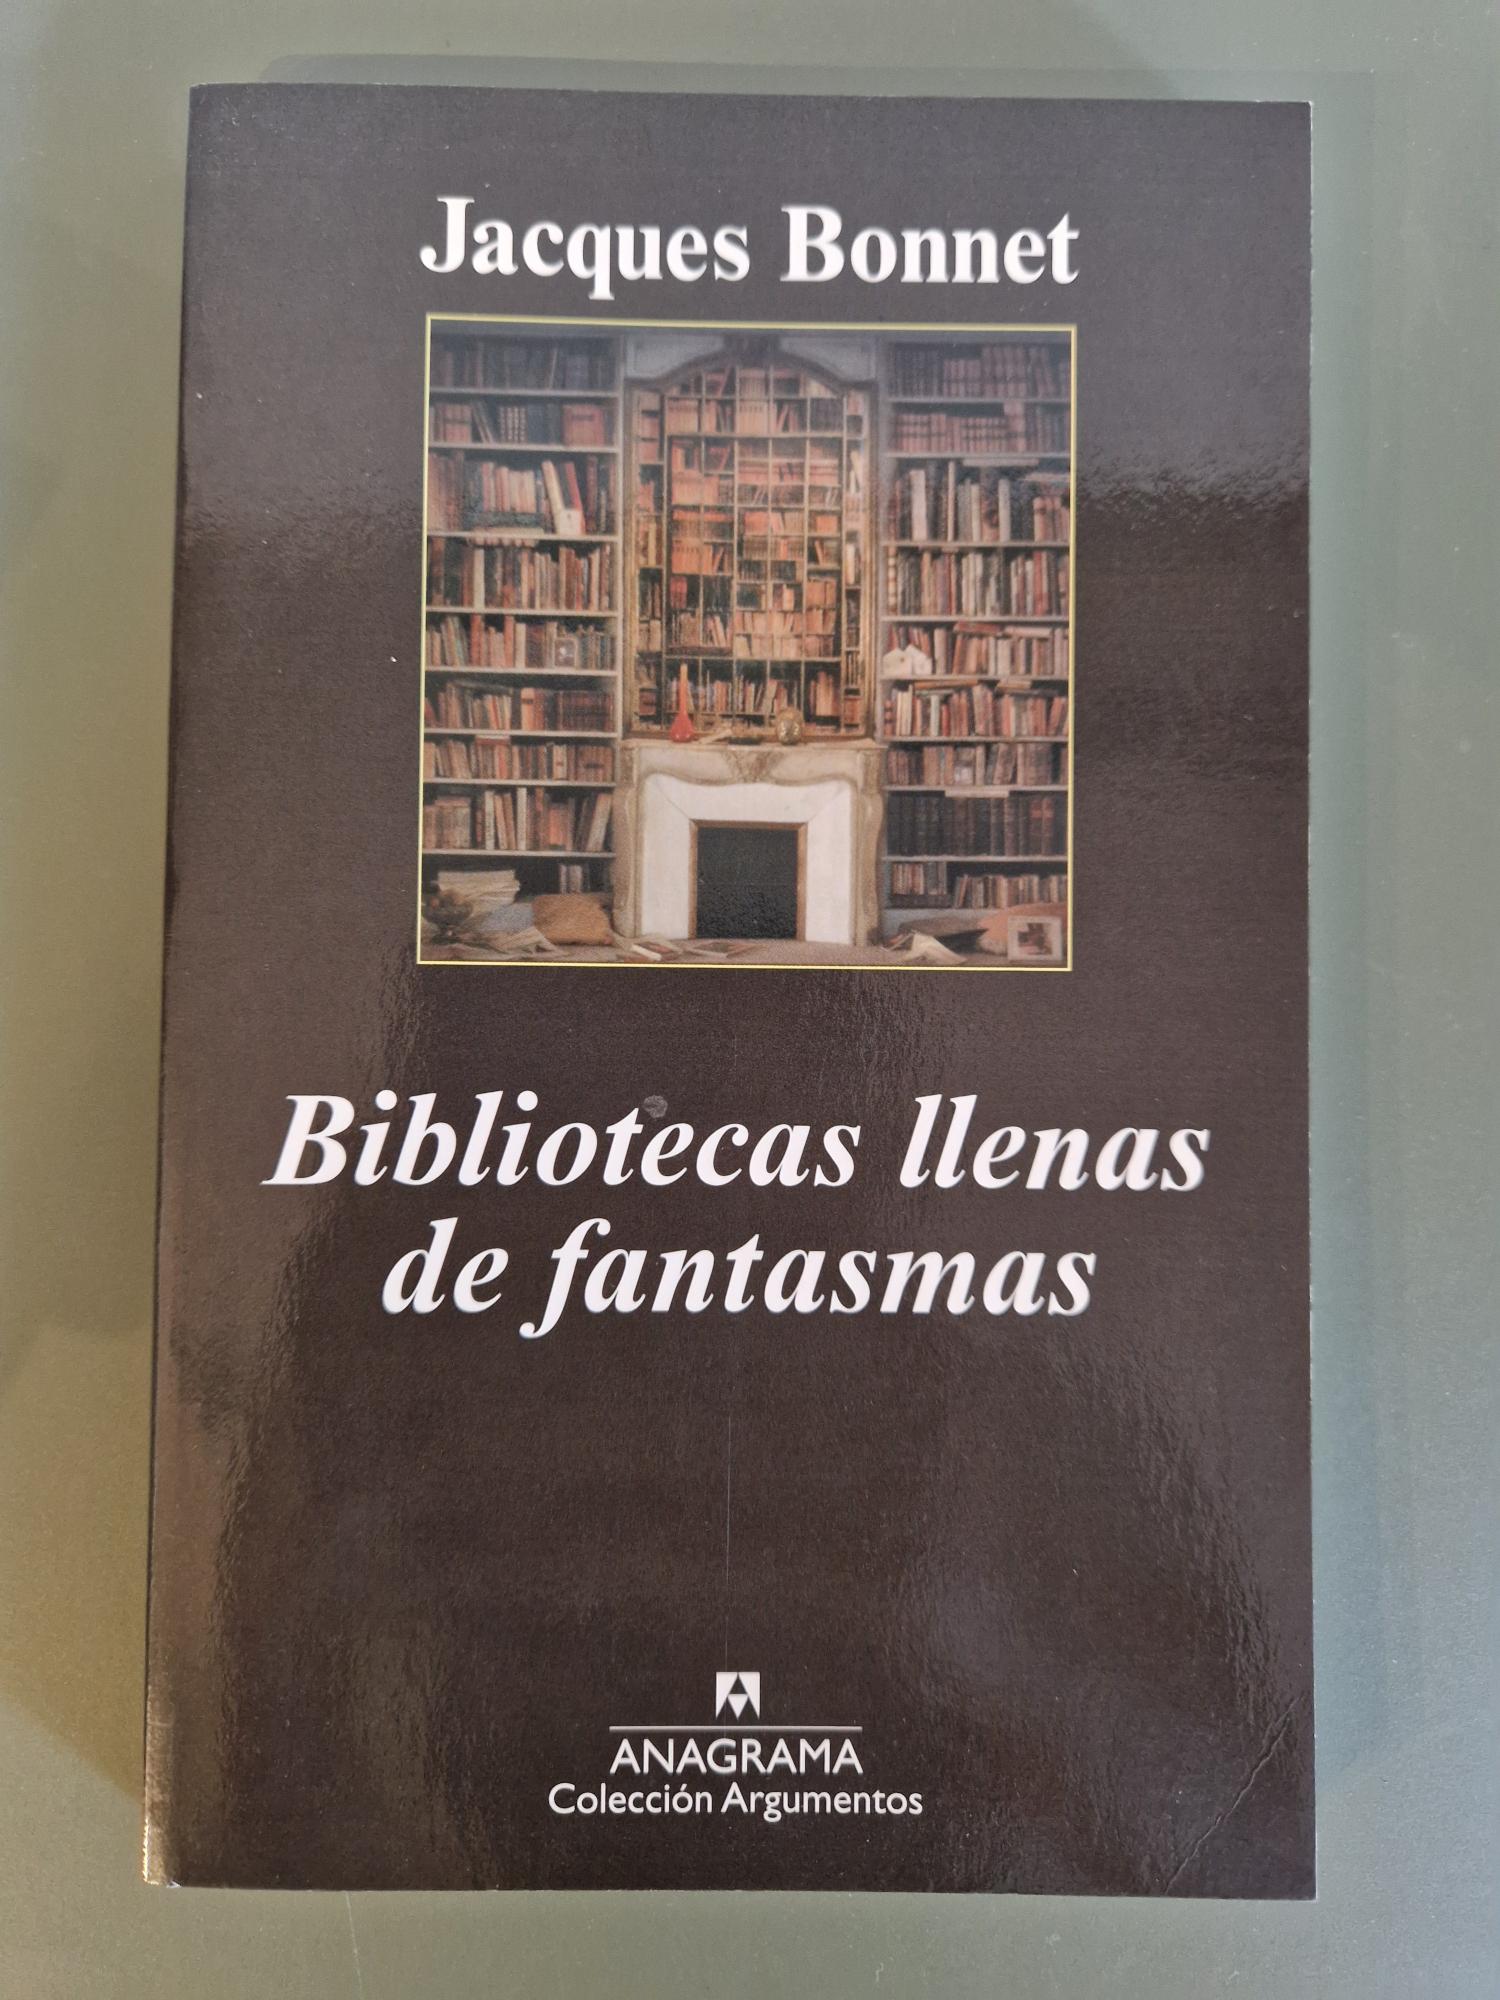 Jacques Bonnet
Bibliotecas llenas
de fantasmas
ANAGRAMA
Colección Argumentos